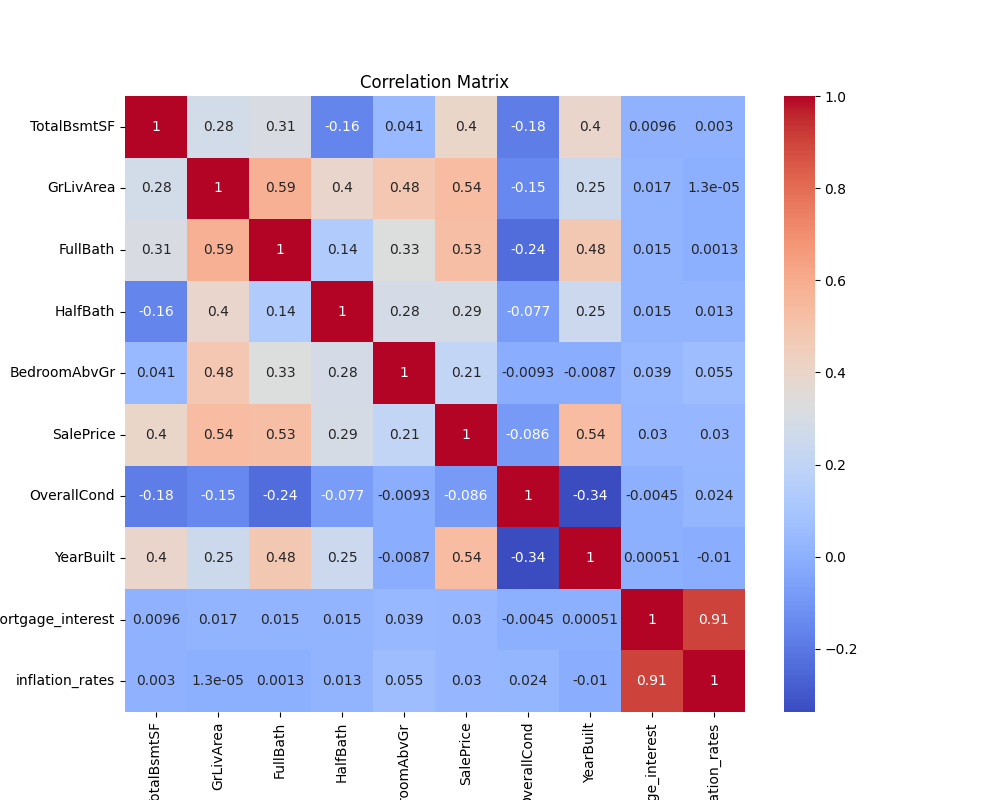 Correlation Matrix
TotalBsmtSF 1 0.28 0.31 -0.16 0.041 0.4 -0.18 0.4 0.0096 0.003
GrLivArea 0.28 1 0.59 0.4 0.48 0.54 -0.15 0.25 0.017 1.3e-05
FullBath 0.31 0.59 1 0.14 0.33 0.53 -0.24 0.48 0.015 0.0013
HalfBath -0.16 0.4 0.14 1 0.28 0.29 -0.077 0.25 0.015 0.013
BedroomAbvGr 0.041 0.48 0.33 0.28 1 0.21 -0.0093 -0.0087 0.039 0.055
SalePrice 0.4 0.54 0.53 0.29 0.21 1 -0.086 0.54 0.03 0.03
OverallCond -0.18 -0.15 -0.24 -0.077 -0.0093 -0.086 1 -0.34 -0.0045 0.024
YearBuilt 0.4 0.25 0.48 0.25 -0.0087 0.54 -0.34 1 0.00051 -0.01
ortgage_interest 0.0096 0.017 0.015 0.015 0.039 0.03 -0.0045 0.00051 1 0.91
inflation_rates 0.003 1.3e-05 0.0013 0.013 0.055 0.03 0.024 -0.01 0.91 1
otalBsmtSF
GrLivArea
FullBath
HalfBath
roomAbvGr
SalePrice
OverallCond
YearBuilt
ge_interest
ation_rates
1.0
0.8
0.6
0.4
0.2
0.0
−0.2